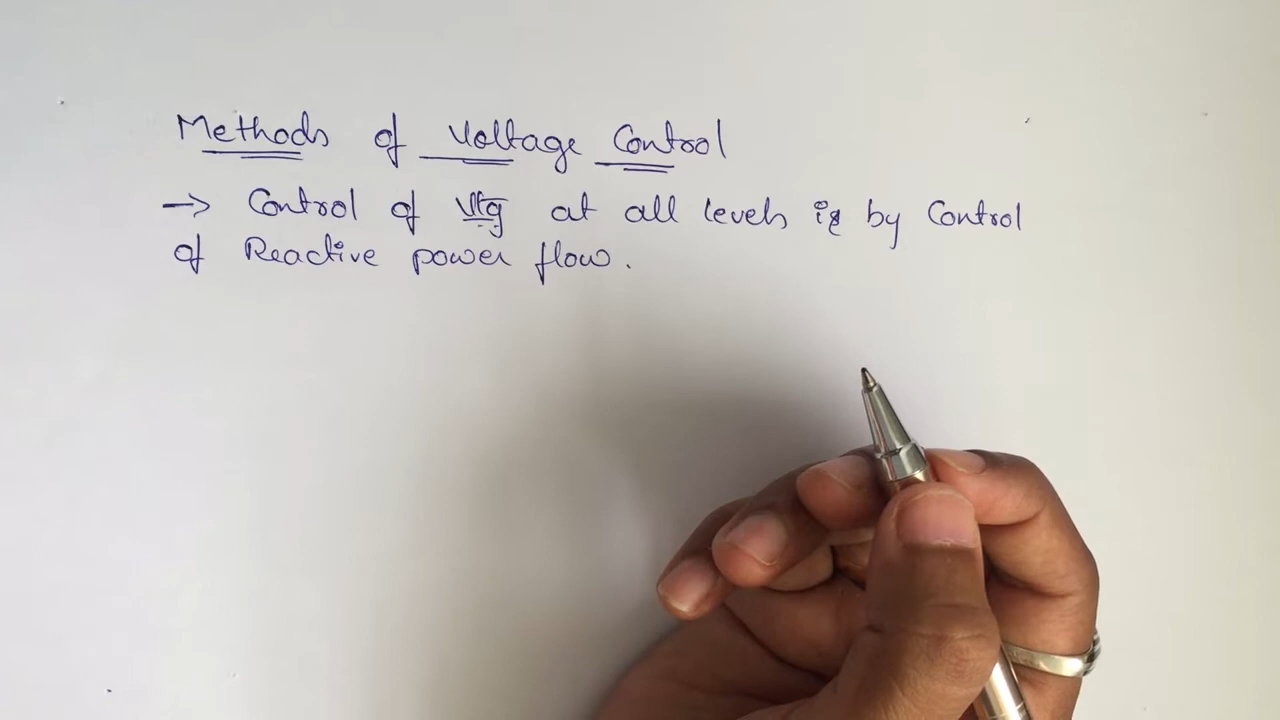 Methods of Voltage Control
→ Control of Vtg at all levels is by Control
of Reactive power flow.